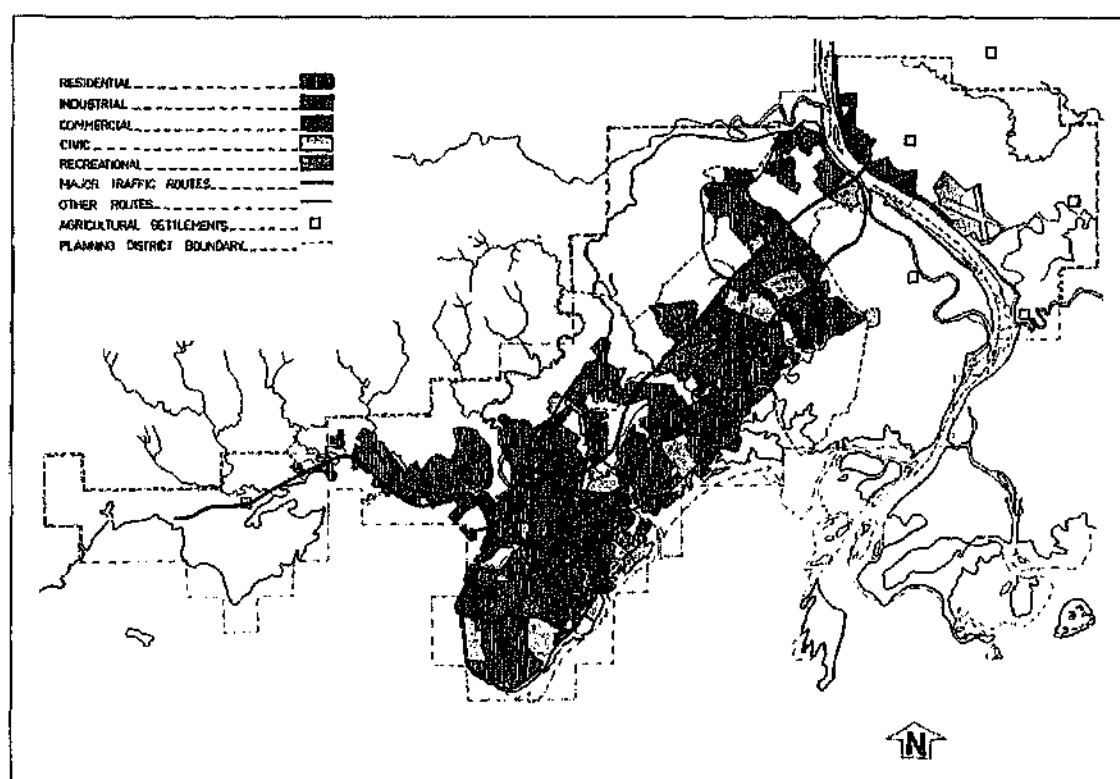 RESIDENTIAL
INDUSTRIAL
COMMERCIAL
CIVIC
RECREATIONAL
MAJOR TRAFFIC ROUTES
OTHER ROUTES
AGRICULTURAL SETTLEMENTS
PLANNING DISTRICT BOUNDARY
N